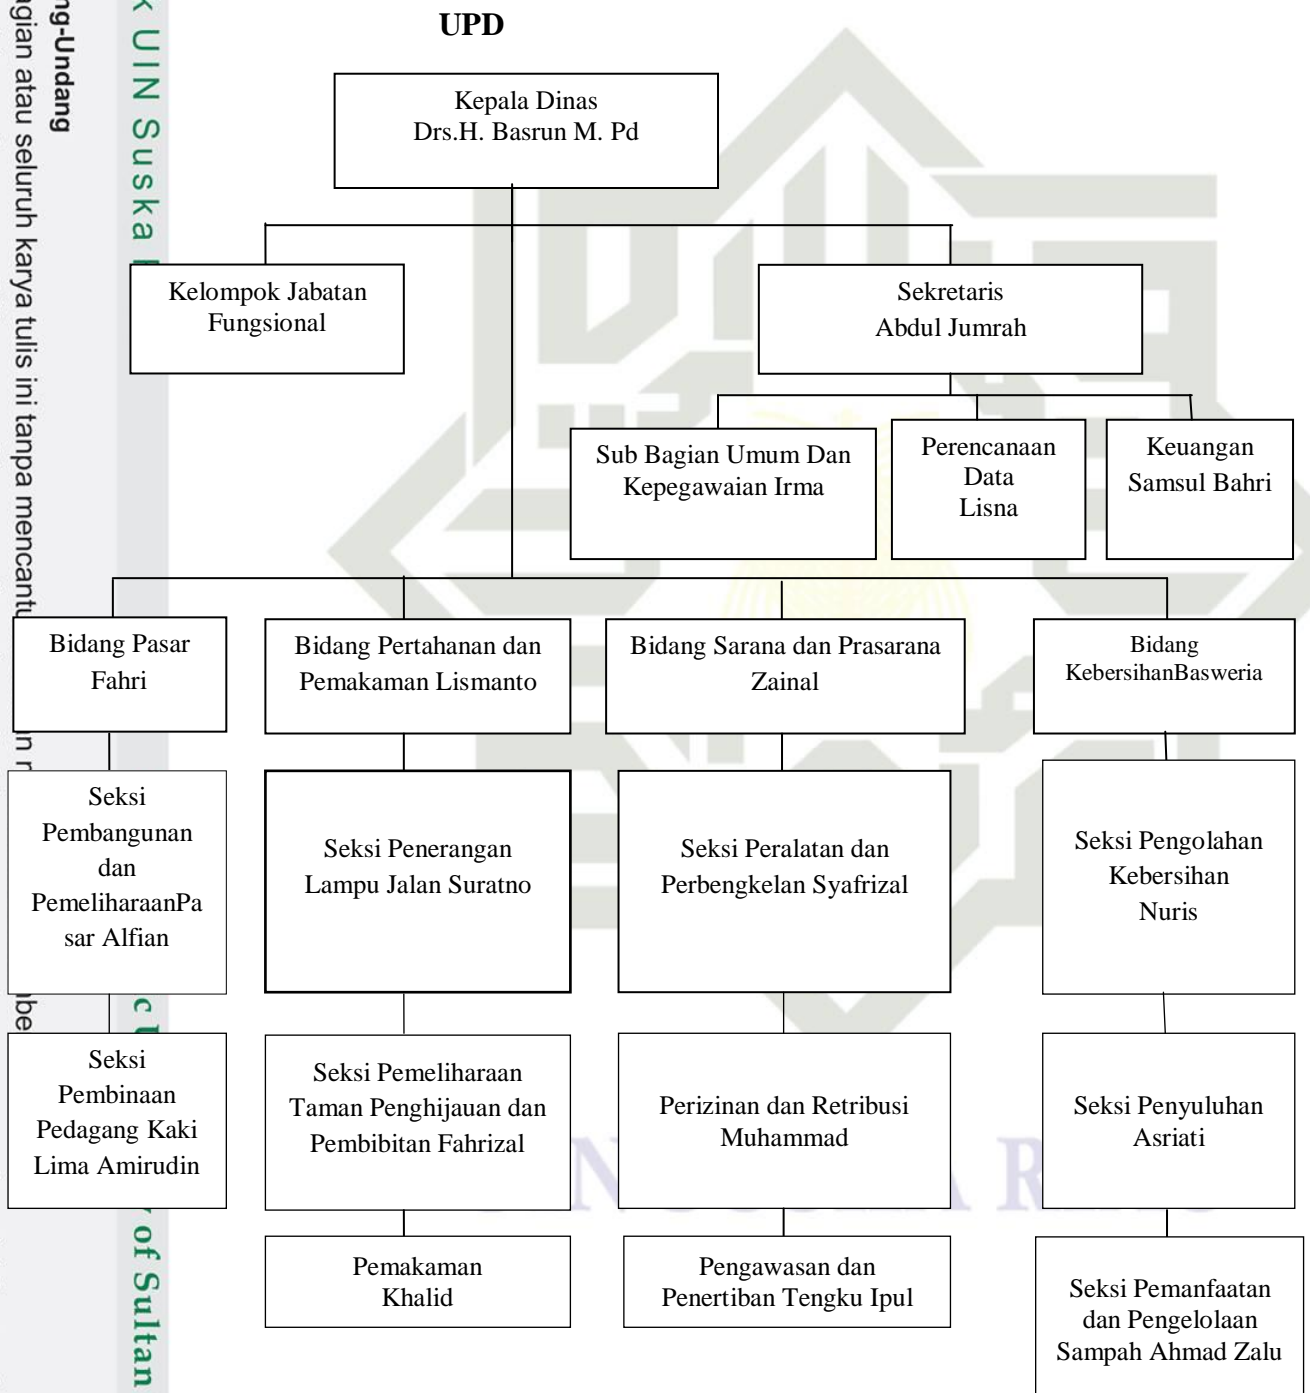 UPD
Kepala Dinas
Drs.H. Basrun M. Pd
Kelompok Jabatan
Fungsional
Sekretaris
Abdul Jumrah
Sub Bagian Umum Dan
Kepegawaian Irma
Perencanaan
Data
Lisna
Keuangan
Samsul Bahri
Bidang Pasar
Fahri
Bidang Pertahanan dan
Pemakaman Lismanto
Bidang Sarana dan Prasarana
Zainal
Bidang
KebersihanBasweria
Seksi
Pembangunan
dan
PemeliharaanPa
sar Alfian
Seksi Penerangan
Lampu Jalan Suratno
Seksi Peralatan dan
Perbengkelan Syafrizal
Seksi Pengolahan
Kebersihan
Nuris
Seksi
Pembinaan
Pedagang Kaki
Lima Amirudin
Seksi Pemeliharaan
Taman Penghijauan dan
Pembibitan Fahrizal
Perizinan dan Retribusi
Muhammad
Seksi Penyuluhan
Asriati
Pemakaman
Khalid
Pengawasan dan
Penertiban Tengku Ipul
Seksi Pemanfaatan
dan Pengelolaan
Sampah Ahmad Zalu
k UIN Suska
of Sultan
ng-Undang
agian atau seluruh karya tulis ini tanpa mencantu